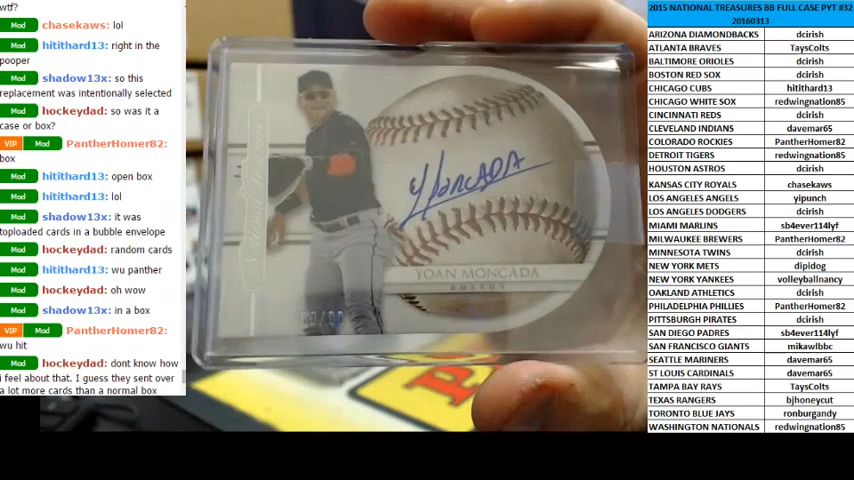 wtf?
Mod chasekaws: lol
Mod hitithard13: right in the
pooper
Mod shadow13x: so this
replacement was intentionally selected
Mod hockeydad: so was it a
case or box?
VIP Mod PantherHomer82:
box
Mod hitithard13: open box
Mod hitithard13: lol
Mod shadow13x: it was
toploaded cards in a bubble envelope
Mod hockeydad: random cards
Mod hitithard13: wu panther
Mod hockeydad: oh wow
Mod shadow13x: in a box
VIP Mod PantherHomer82:
wu hit
Mod hockeydad: dont know how
i feel about that. I guess they sent over
a lot more cards than a normal box
YMONCADA
YOAN MONCADA
BOSTON
2015 NATIONAL TREASURES BB FULL CASE PYT #32
20160313
ARIZONA DIAMONDBACKS dcirish
ATLANTA BRAVES TaysColts
BALTIMORE ORIOLES dcirish
BOSTON RED SOX dcirish
CHICAGO CUBS hitithard13
CHICAGO WHITE SOX redwingnation85
CINCINNETI REDS dcirish
CLEVELAND INDIANS davemar65
COLORADO ROCKIES PantherHomer82
DETROIT TIGERS redwingnation85
HOUSTON ASTROS dcirish
KANSAS CITY ROYALS chasekaws
LOS ANGELES ANGELS yipunch
LOS ANGELES DODGERS dcirish
MIAMI MARLINS sb4ever114lyf
MILWAUKEE BREWERS PantherHomer82
MINNESOTA TWINS dcirish
NEW YORK METS dipidog
NEW YORK YANKEES volleyballnancy
OAKLAND ATHLETICS dcirish
PHILADELPHIA PHILLIES PantherHomer82
PITTSBURGH PIRATES dcirish
SAN DIEGO PADRES sb4ever114lyf
SAN FRANCISCO GIANTS mikawlbbc
SEATTLE MARINERS davemar65
ST LOUIS CARDINALS davemar65
TAMPA BAY RAYS TaysColts
TEXAS RANGERS bjhoneycut
TORONTO BLUE JAYS ronburgandy
WASHINGTON NATIONALS redwingnation85